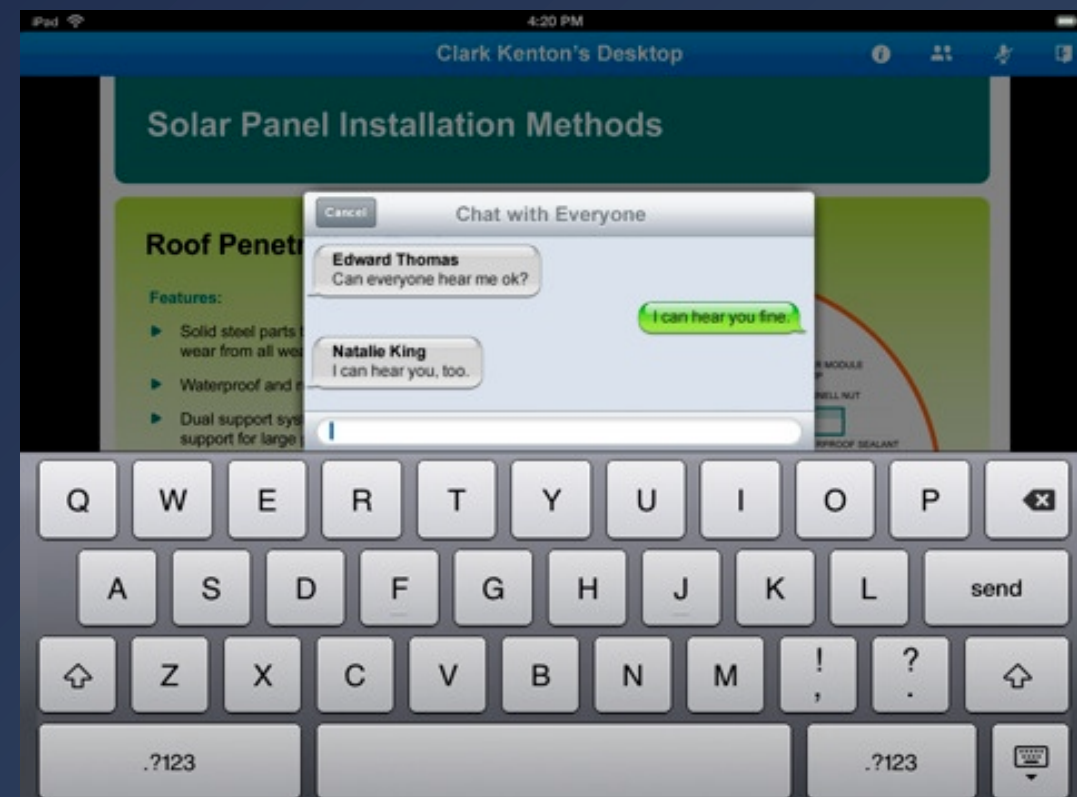 iPad
4:20 PM
Clark Kenton's Desktop
Solar Panel Installation Methods
Cancel
Chat with Everyone
Roof Penetr
Edward Thomas
Can everyone hear me ok?
I can hear you fine.
Natalie King
I can hear you, too.
Features:
Solid steel parts
wear from all wea
Waterproof and
Dual support sys
support for large
MODULE
NUT
SEALANT
Q W E R T Y U I O P
A S D F G H J K L send
Z X C V B N M ! , ? .
.?123 .?123